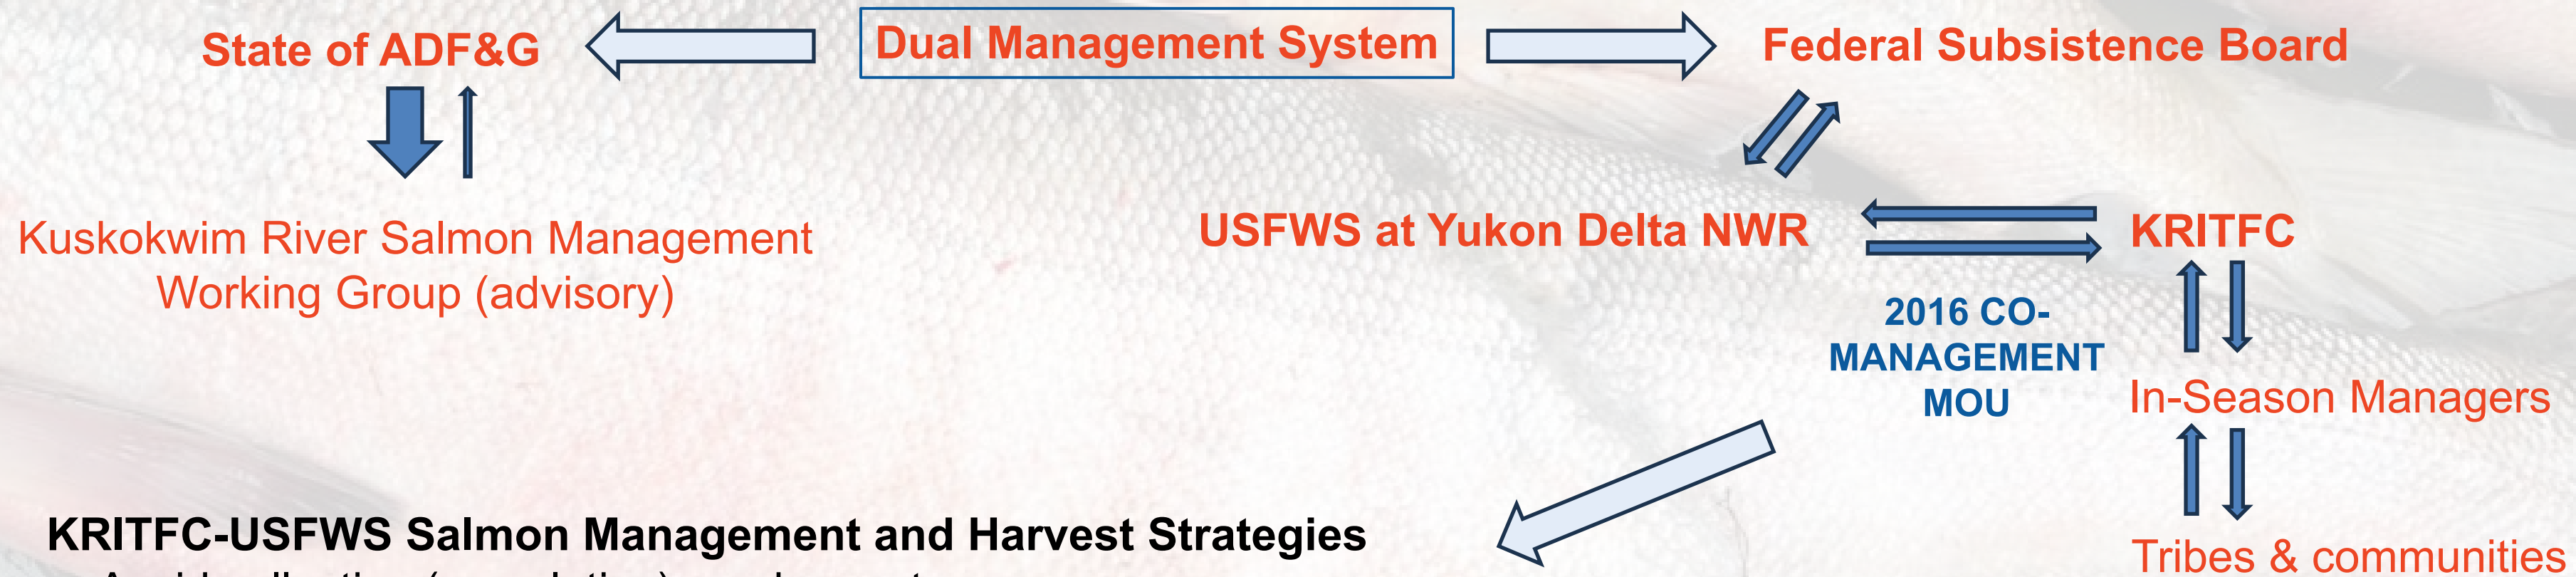 State of ADF&G
Dual Management System
Federal Subsistence Board
Kuskokwim River Salmon Management
Working Group (advisory)
USFWS at Yukon Delta NWR
KRITFC
2016 CO-
MANAGEMENT
MOU
In-Season Managers
Tribes & communities
KRITFC-USFWS Salmon Management and Harvest Strategies